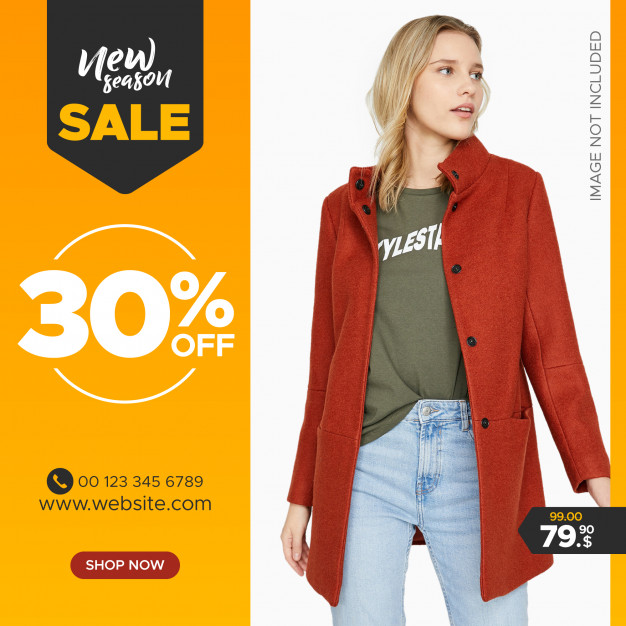 new
season
SALE
30%
OFF
00 123 345 6789
www.website.com
SHOP NOW
IMAGE NOT INCLUDED
TYLESTA
99.00
79.90
$